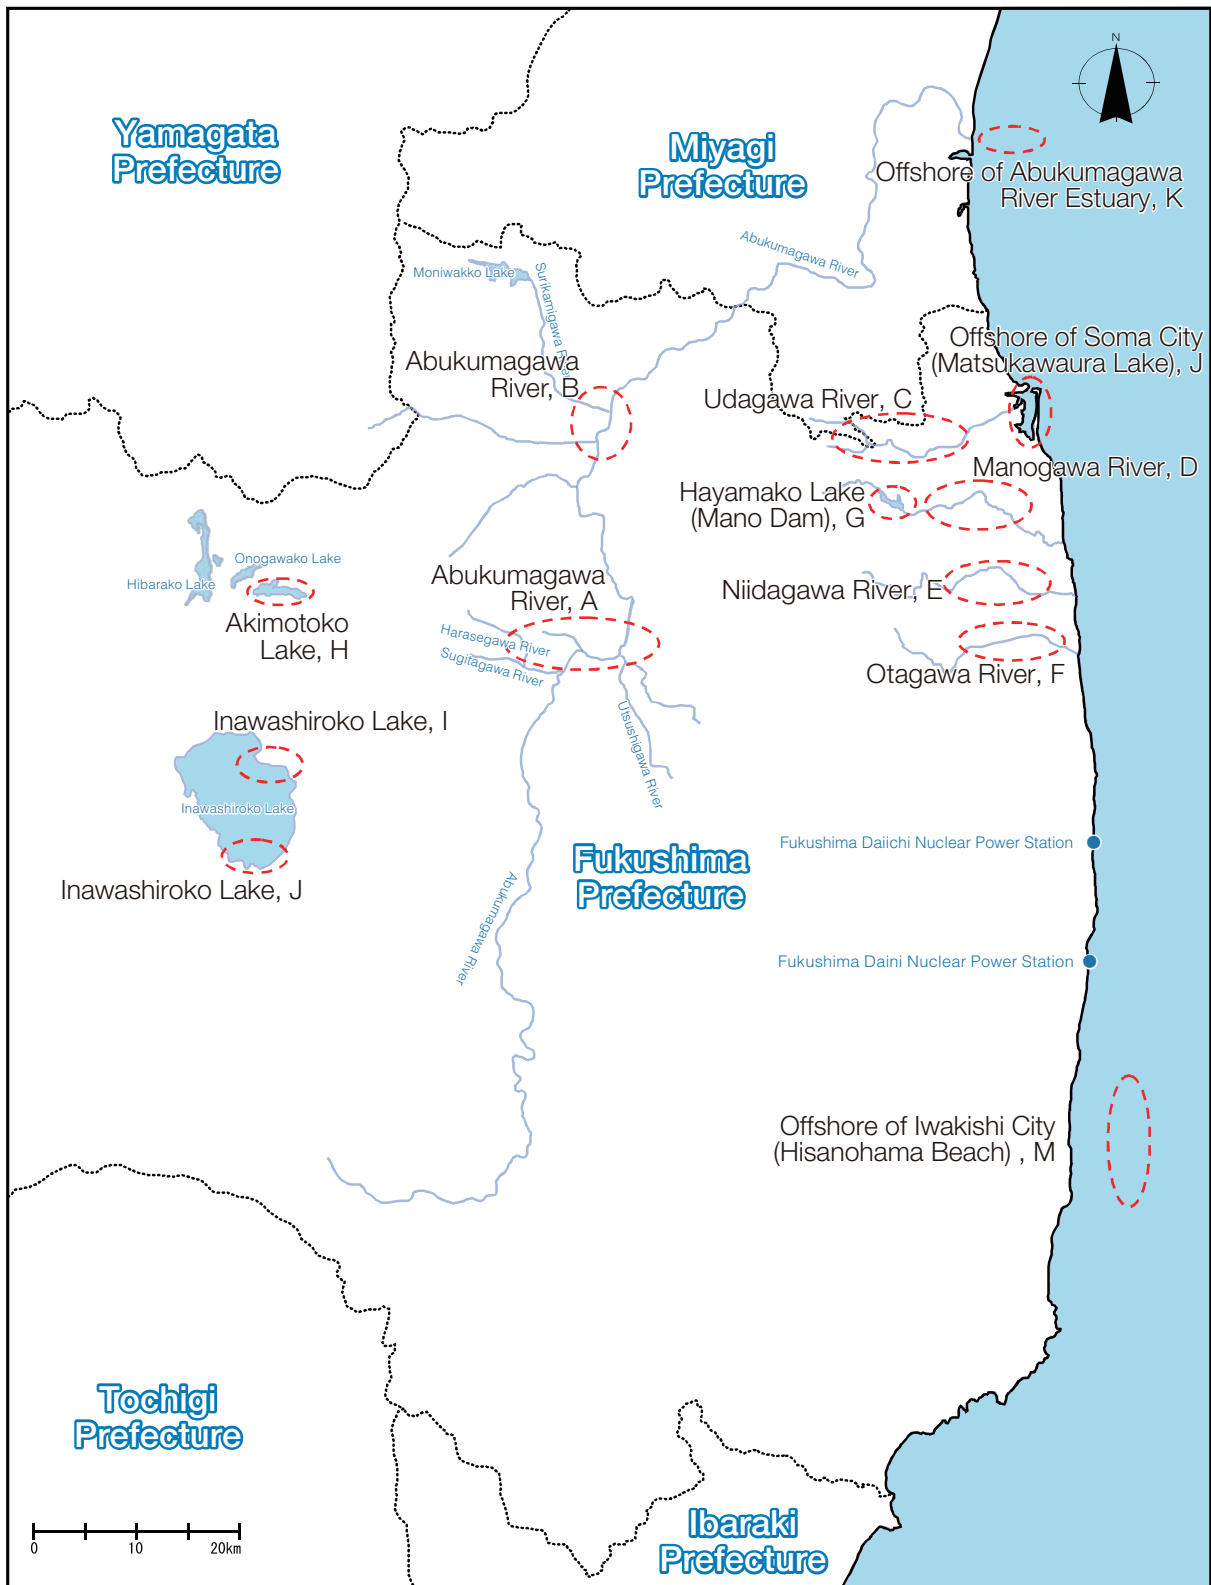 N
Yamagata
Prefecture
Miyagi
Prefecture
Offshore of Abukumagawa
River Estuary, K
Abukumagawa River
Moniwakko Lake
Surikamigawa River
Offshore of Soma City
(Matsukawaura Lake), J
Abukumagawa
River, B
Udagawa River, C
Manogawa River, D
Hayamako Lake
(Mano Dam), G
Onogawako Lake
Hibarako Lake
Abukumagawa
River, A
Niidagawa River, E
Akimotoko
Lake, H
Harasegawa River
Sugitagawa River
Otagawa River, F
Utsushigawa River
Inawashiroko Lake, I
Inawashiroko Lake
Inawashiroko Lake, J
Fukushima Daiichi Nuclear Power Station
Fukushima
Prefecture
Abukumagawa River
Fukushima Daini Nuclear Power Station
Offshore of Iwakishi City
(Hisanohama Beach) , M
Tochigi
Prefecture
Ibaraki
Prefecture
0 10 20km